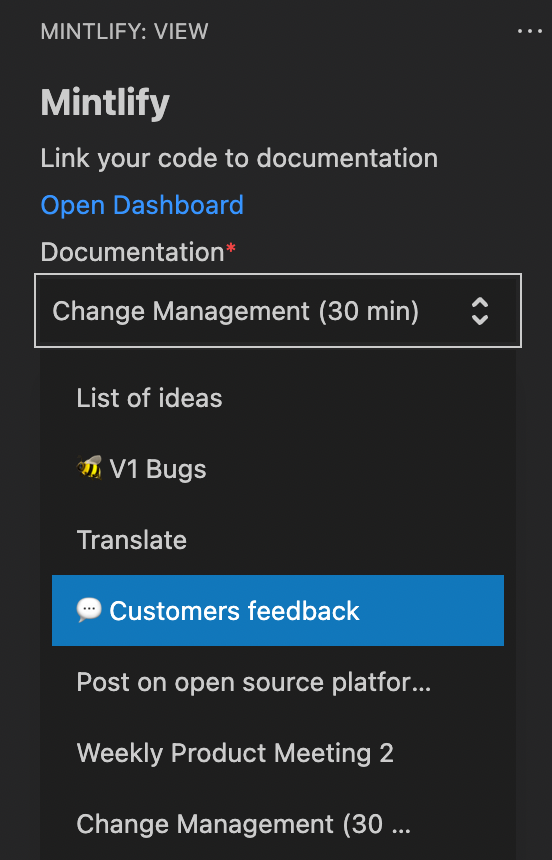 MINTLIFY: VIEW
Mintlify
Link your code to documentation
Open Dashboard
Documentation*
Change Management (30 min)
List of ideas
🐝 V1 Bugs
Translate
💬 Customers feedback
Post on open source platfor...
Weekly Product Meeting 2
Change Management (30 ...